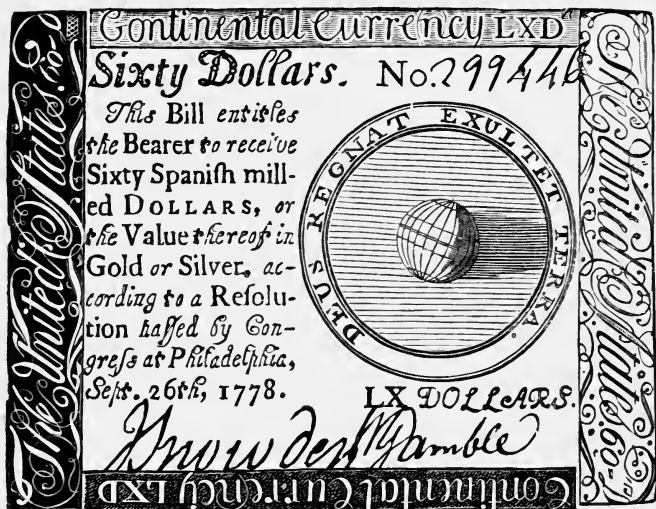 Continental Currency LXD
Sixty Dollars. No. 299446
This Bill entitles
the Bearer to receive
Sixty Spaniſh mill-
ed DOLLARS, or
the Value thereof in
Gold or Silver, ac-
cording to a Reſolu-
tion paſſed by Con-
greſs at Philadelphia,
Sept. 26th, 1778.
DEUS REGNAT EXULTET TERRA.
LX DOLLARS.
The United States. 60
The United States 60
Continental Currency LXD